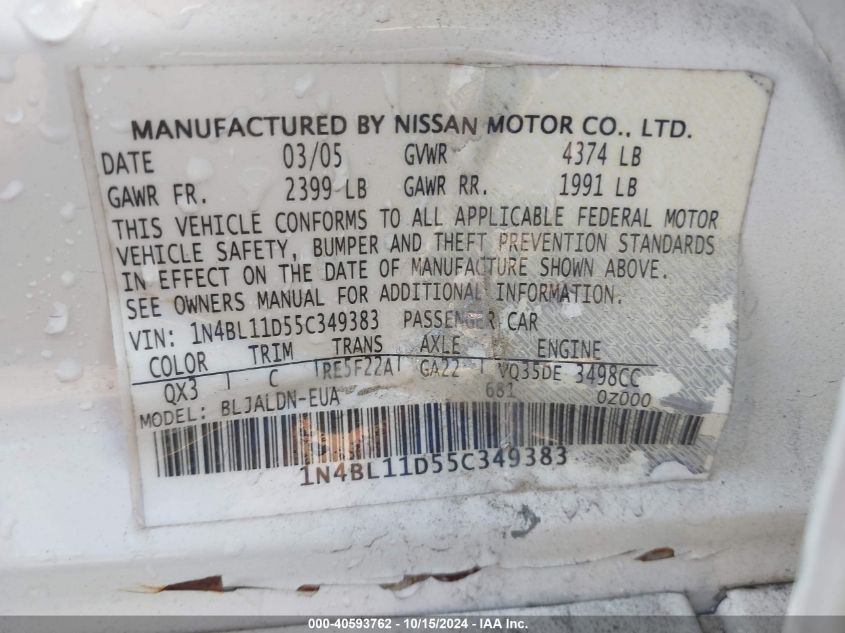 MANUFACTURED BY NISSAN MOTOR CO., LTD.
DATE 03/05 GVWR 4374 LB
GAWR FR. 2399 LB GAWR RR. 1991 LB
THIS VEHICLE CONFORMS TO ALL APPLICABLE FEDERAL MOTOR
VEHICLE SAFETY, BUMPER AND THEFT PREVENTION STANDARDS
IN EFFECT ON THE DATE OF MANUFACTURE SHOWN ABOVE.
SEE OWNERS MANUAL FOR ADDITIONAL INFORMATION.
VIN: 1N4BL11D55C349383 PASSENGER CAR
COLOR TRIM TRANS AXLE ENGINE
QX3 C RE5F22A GA22 VQ35DE 3498CC
MODEL: BLJALDN-EUA 681 0Z000
1N4BL11D55C349383
000-40593762 - 10/15/2024 - IAA Inc.